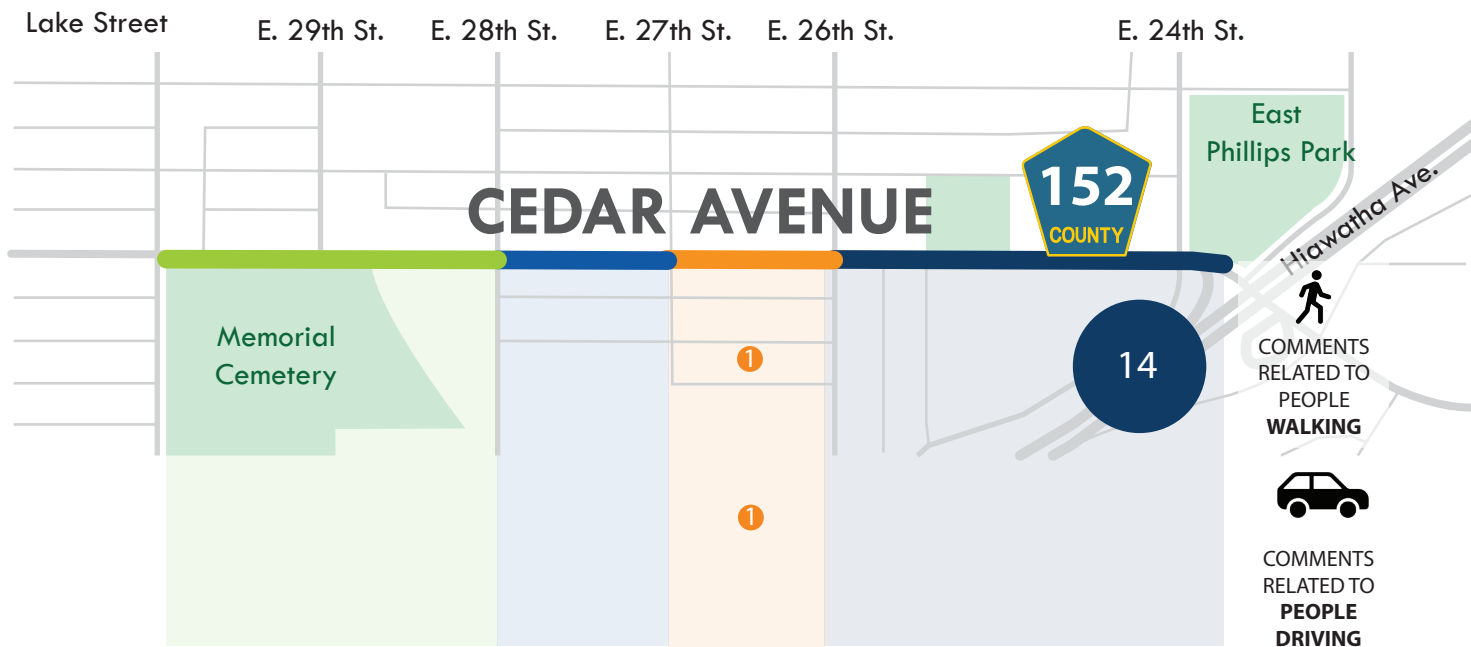 Lake Street
E. 29th St.
E. 28th St.
E. 27th St.
E. 26th St.
E. 24th St.
East
Phillips Park
152
COUNTY
CEDAR AVENUE
Hiawatha Ave.
Memorial
Cemetery
1
14
COMMENTS
RELATED TO
PEOPLE
WALKING
1
COMMENTS
RELATED TO
PEOPLE
DRIVING